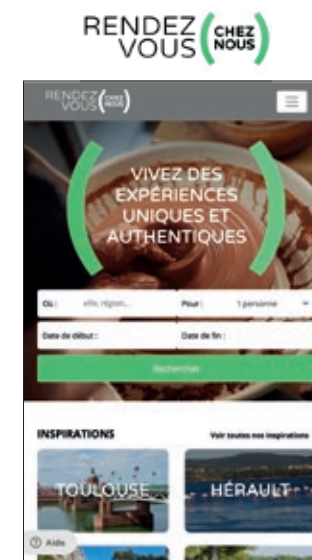 RENDEZ
VOUS (CHEZ NOUS)
RENDEZ
VOUS (CHEZ NOUS)
VIVEZ DES
EXPÉRIENCES
UNIQUES ET
AUTHENTIQUES
Où : ville, région... Pour : 1 personne
Date de début : Date de fin :
Rechercher
INSPIRATIONS Voir toutes nos inspirations
TOULOUSE HÉRAULT
Aide